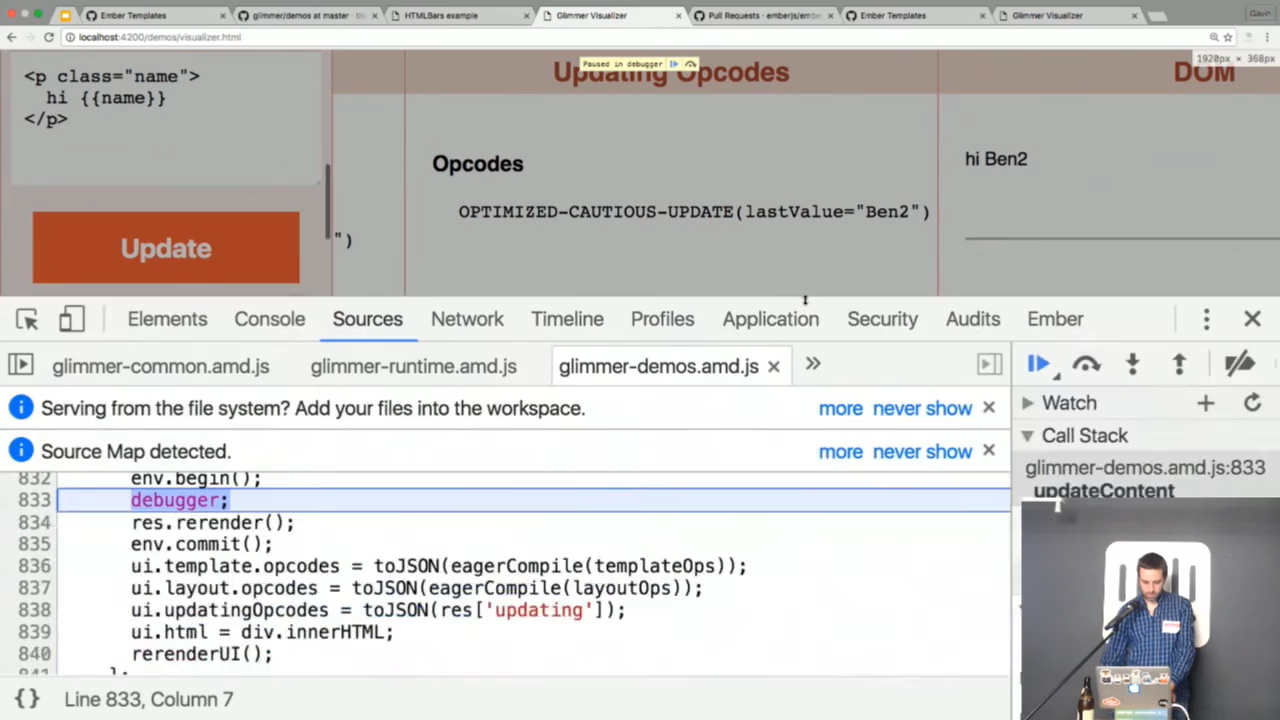 Ember Templates
glimmer/demos at master · til
HTMLBars example
Glimmer Visualizer
Pull Requests · emberjs/embe
Ember Templates
Glimmer Visualizer
Gavin
localhost:4200/demos/visualizer.html
Paused in debugger
1920px × 368px
<p class="name">
hi {{name}}
</p>
Update
")
Updating Opcodes
Opcodes
OPTIMIZED-CAUTIOUS-UPDATE(lastValue="Ben2")
DOM
hi Ben2
Elements Console Sources Network Timeline Profiles Application Security Audits Ember
glimmer-common.amd.js glimmer-runtime.amd.js glimmer-demos.amd.js
Serving from the file system? Add your files into the workspace. more never show
Source Map detected. more never show
832 env.begin();
833 debugger;
834 res.rerender();
835 env.commit();
836 ui.template.opcodes = toJSON(eagerCompile(templateOps));
837 ui.layout.opcodes = toJSON(eagerCompile(layoutOps));
838 ui.updatingOpcodes = toJSON(res['updating']);
839 ui.html = div.innerHTML;
840 rerenderUI();
841 };
{} Line 833, Column 7
Watch
Call Stack
glimmer-demos.amd.js:833
updateContent